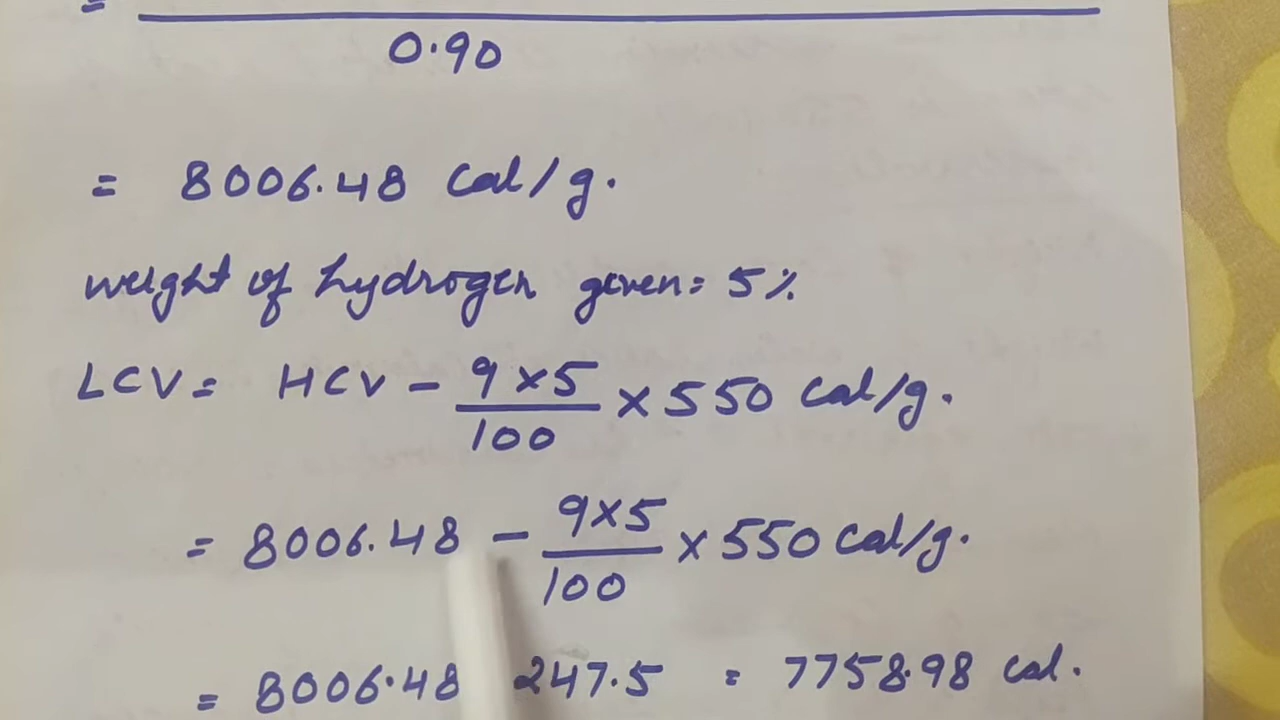 =
0.90
= 8006.48 Cal/g.
weight of hydrogen given = 5%
LCV = HCV - 9×5/100 × 550 Cal/g.
= 8006.48 - 9×5/100 × 550 Cal/g.
= 8006.48 247.5 = 7758.98 Cal.